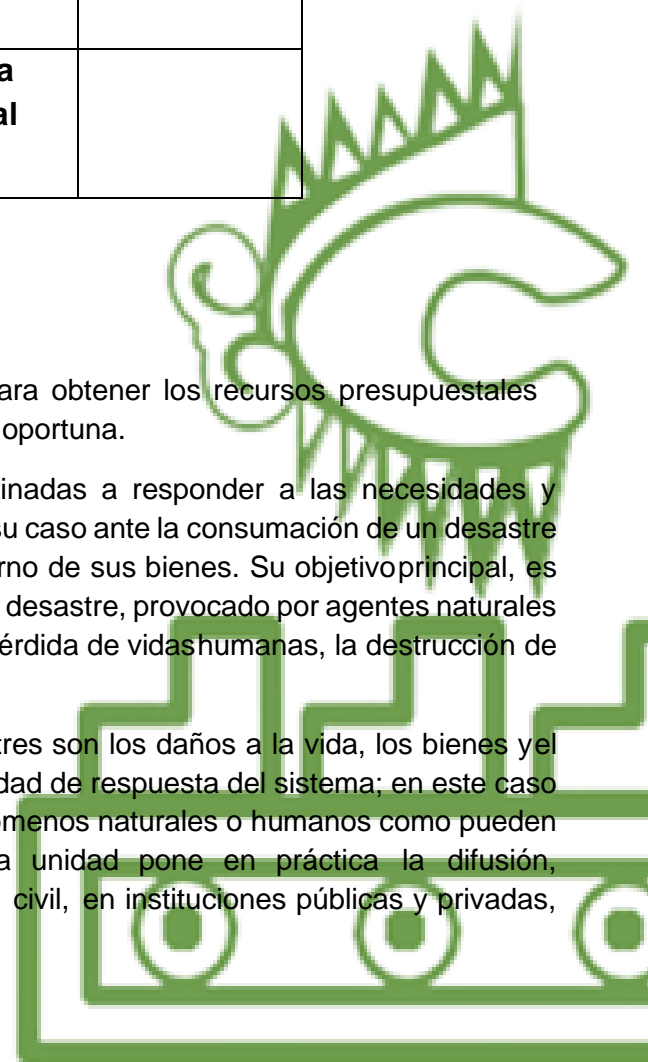 a
al
ara obtener los recursos presupuestales
oportuna.
tinadas a responder a las necesidades y
su caso ante la consumación de un desastre
rno de sus bienes. Su objetivoprincipal, es
desastre, provocado por agentes naturales
érdida de vidashumanas, la destrucción de
tres son los daños a la vida, los bienes yel
dad de respuesta del sistema; en este caso
ómenos naturales o humanos como pueden
a unidad pone en práctica la difusión,
civil, en instituciones públicas y privadas,